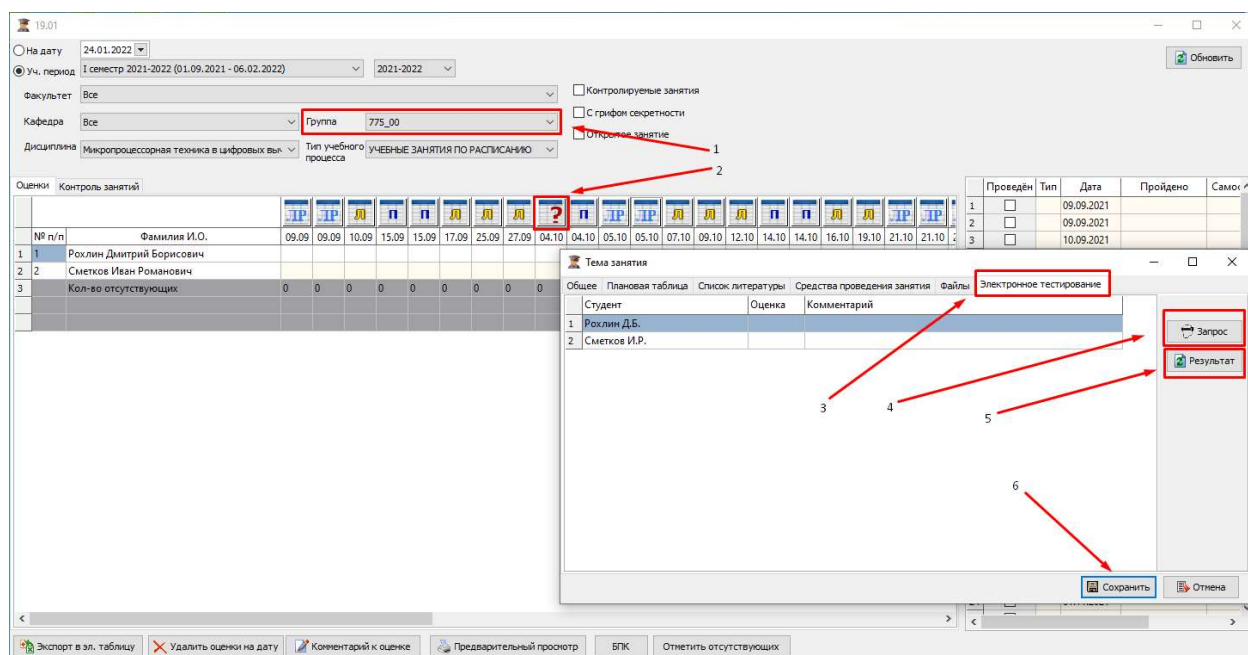 19.01
На дату 24.01.2022
Обновить
Уч. период I семестр 2021-2022 (01.09.2021 - 06.02.2022) 2021-2022
Факультет Все Контролируемые занятия
С грифом секретности
Кафедра Все Группа 775_00
Открытое занятие
Дисциплина Микропроцессорная техника в цифровых выч Тип учебного процесса УЧЕБНЫЕ ЗАНЯТИЯ ПО РАСПИСАНИЮ
1
2
Оценки Контроль занятий
Проведён Тип Дата Пройдено Самос
1 09.09.2021
2 09.09.2021
3 10.09.2021
ЛР ЛР Л П П Л Л Л ? П ЛР ЛР Л Л Л П П Л Л ЛР ЛР
№ п/п Фамилия И.О. 09.09 09.09 10.09 15.09 15.09 17.09 25.09 27.09 04.10 04.10 05.10 05.10 07.10 09.10 12.10 14.10 14.10 16.10 19.10 21.10 21.10
1 1 Рохлин Дмитрий Борисович
2 2 Сметков Иван Романович
3 Кол-во отсутствующих 0 0 0 0 0 0 0 0 0
Тема занятия
Общее Плановая таблица Список литературы Средства проведения занятия Файлы Электронное тестирование
Студент Оценка Комментарий
1 Рохлин Д.Б.
2 Сметков И.Р.
Запрос
Результат
3 4 5
6
Сохранить Отмена
Экспорт в эл. таблицу Удалить оценки на дату Комментарий к оценке Предварительный просмотр БПК Отметить отсутствующих